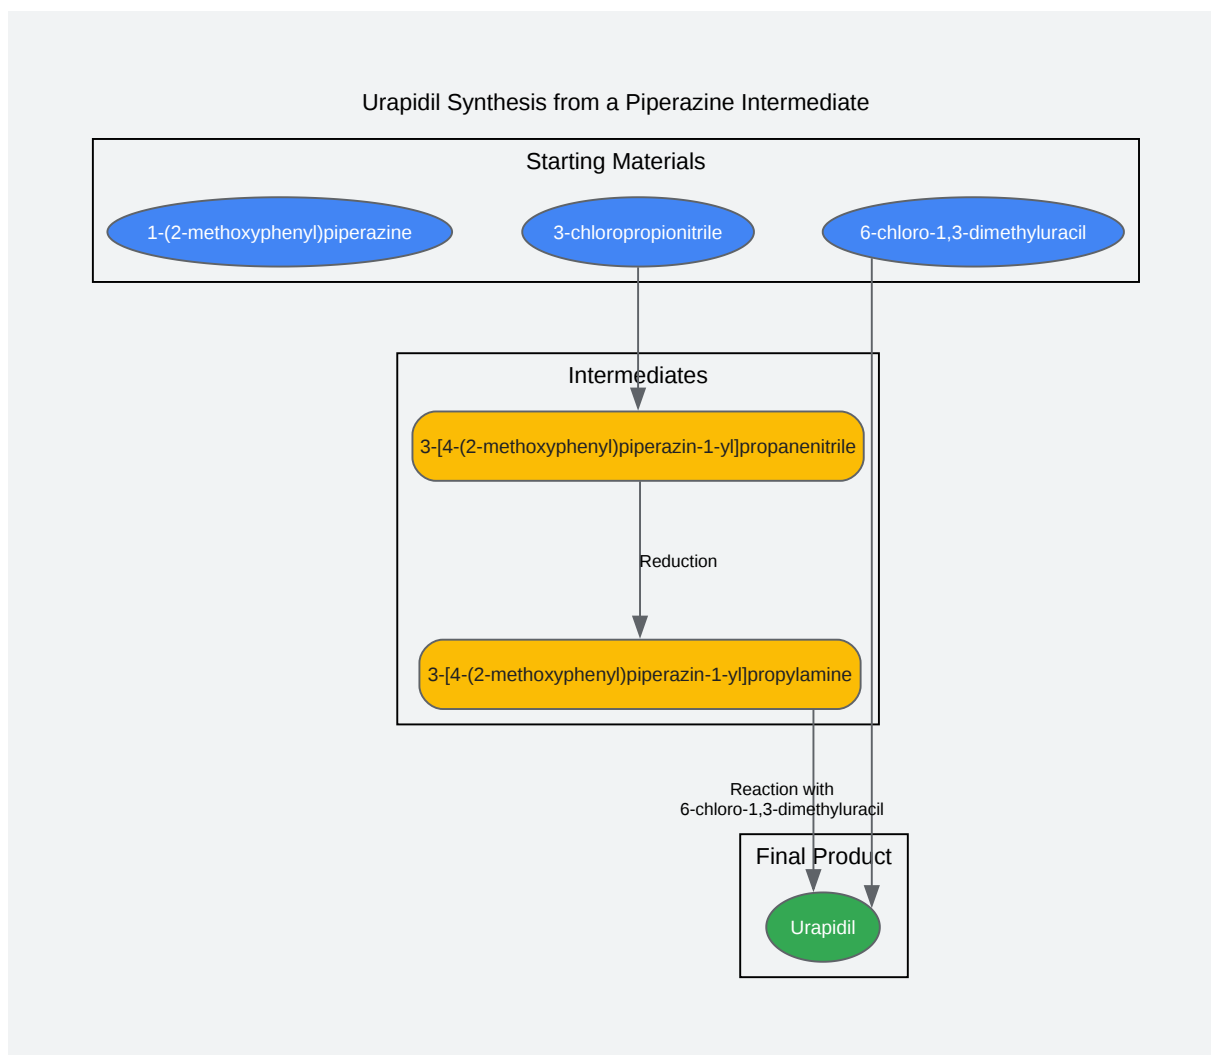 Urapidil Synthesis from a Piperazine Intermediate
Starting Materials
1-(2-methoxyphenyl)piperazine
3-chloropropionitrile
6-chloro-1,3-dimethyluracil
Intermediates
3-[4-(2-methoxyphenyl)piperazin-1-yl]propanenitrile
Reduction
3-[4-(2-methoxyphenyl)piperazin-1-yl]propylamine
Reaction with
6-chloro-1,3-dimethyluracil
Final Product
Urapidil